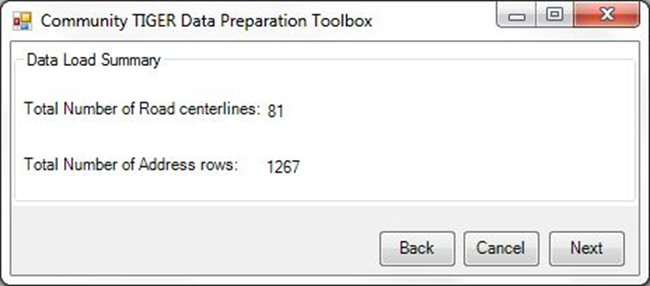 Community TIGER Data Preparation Toolbox
Data Load Summary
Total Number of Road centerlines: 81
Total Number of Address rows: 1267
Back Cancel Next